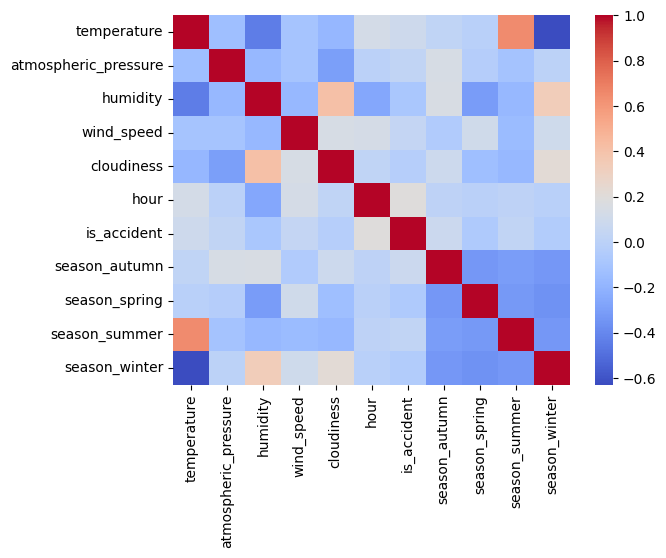 temperature
atmospheric_pressure
humidity
wind_speed
cloudiness
hour
is_accident
season_autumn
season_spring
season_summer
season_winter
temperature
atmospheric_pressure
humidity
wind_speed
cloudiness
hour
is_accident
season_autumn
season_spring
season_summer
season_winter
1.0
0.8
0.6
0.4
0.2
0.0
−0.2
−0.4
−0.6